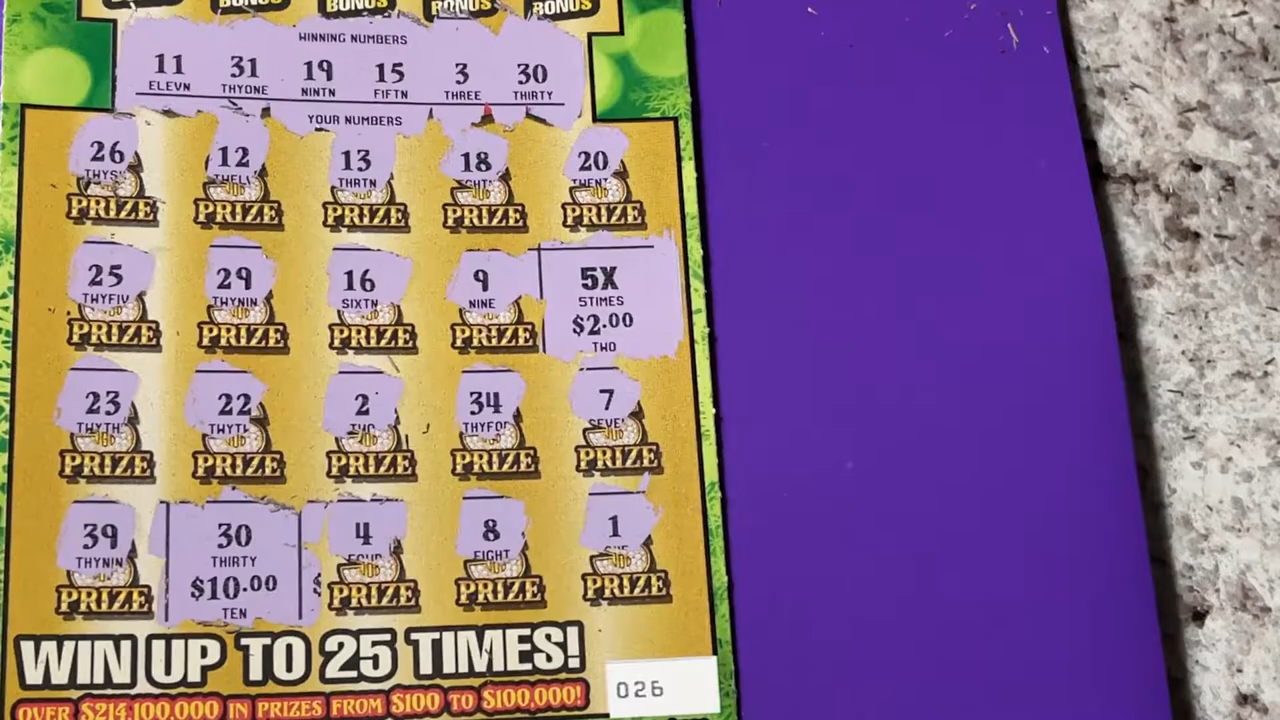 BONUS BONUS BONUS BONUS
WINNING NUMBERS
11 31 19 15 3 30
ELEVN THYONE NINTN FIFTN THREE THIRTY
YOUR NUMBERS
26 12 13 18 20
THRTN
PRIZE PRIZE PRIZE PRIZE PRIZE
25 29 16 9 5X
THYFIV THYNIN SIXTN NINE 5TIMES
$2.00
PRIZE PRIZE PRIZE PRIZE TWO
23 22 2 34 7
PRIZE PRIZE PRIZE PRIZE PRIZE
39 30 4 8 1
THYNIN THIRTY EIGHT
$10.00
PRIZE TEN PRIZE PRIZE PRIZE
WIN UP TO 25 TIMES!
026
OVER $214,100,000 IN PRIZES FROM $100 TO $100,000!